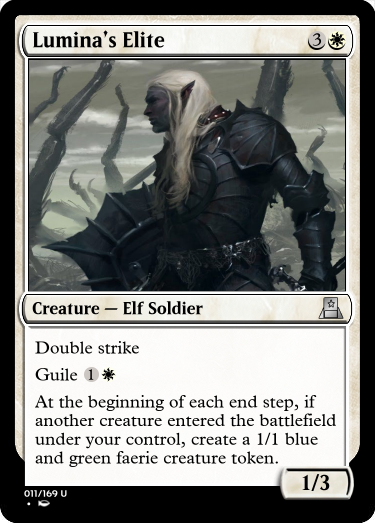 Lumina's Elite 3
Creature — Elf Soldier
Double strike
Guile 1
At the beginning of each end step, if
another creature entered the battlefield
under your control, create a 1/1 blue
and green faerie creature token.
1/3
011/169 U